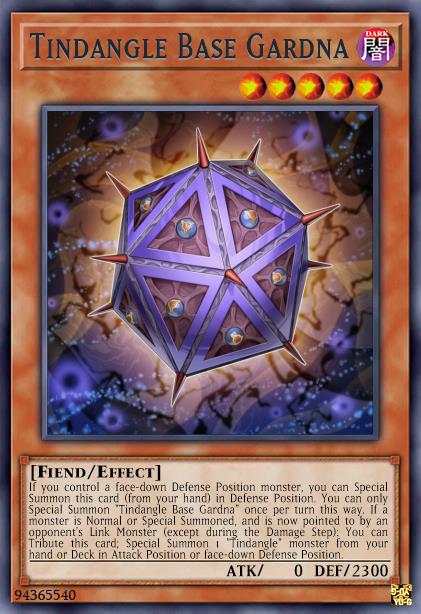 TINDANGLE BASE GARDNA
DARK
闇
[FIEND/EFFECT]
If you control a face-down Defense Position monster, you can Special
Summon this card (from your hand) in Defense Position. You can only
Special Summon "Tindangle Base Gardna" once per turn this way. If a
monster is Normal or Special Summoned, and is now pointed to by an
opponent's Link Monster (except during the Damage Step): You can
Tribute this card; Special Summon 1 "Tindangle" monster from your
hand or Deck in Attack Position or face-down Defense Position.
ATK/ 0 DEF/2300
94365540